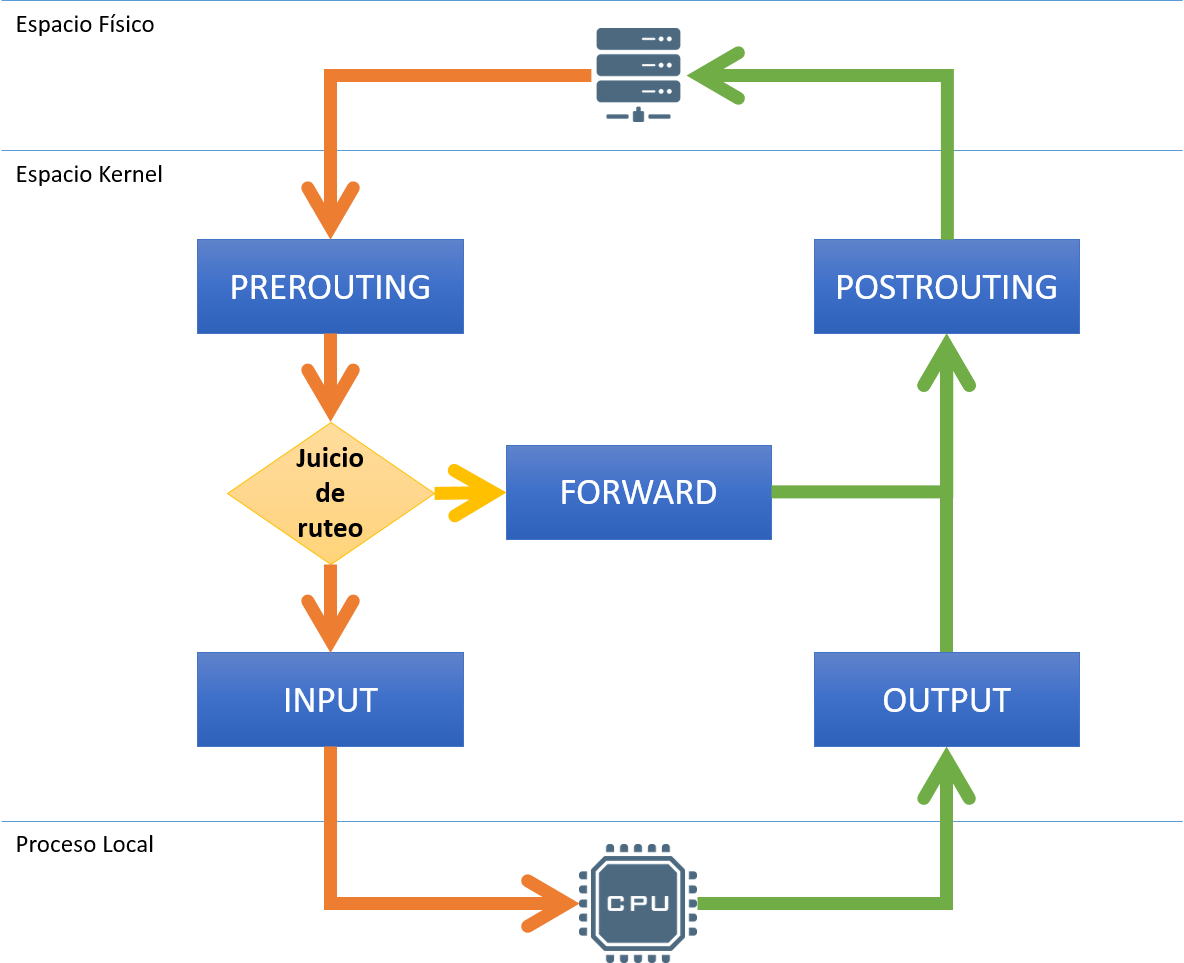 Espacio Físico
Espacio Kernel
PREROUTING
POSTROUTING
Juicio
de
ruteo
FORWARD
INPUT
OUTPUT
Proceso Local
CPU